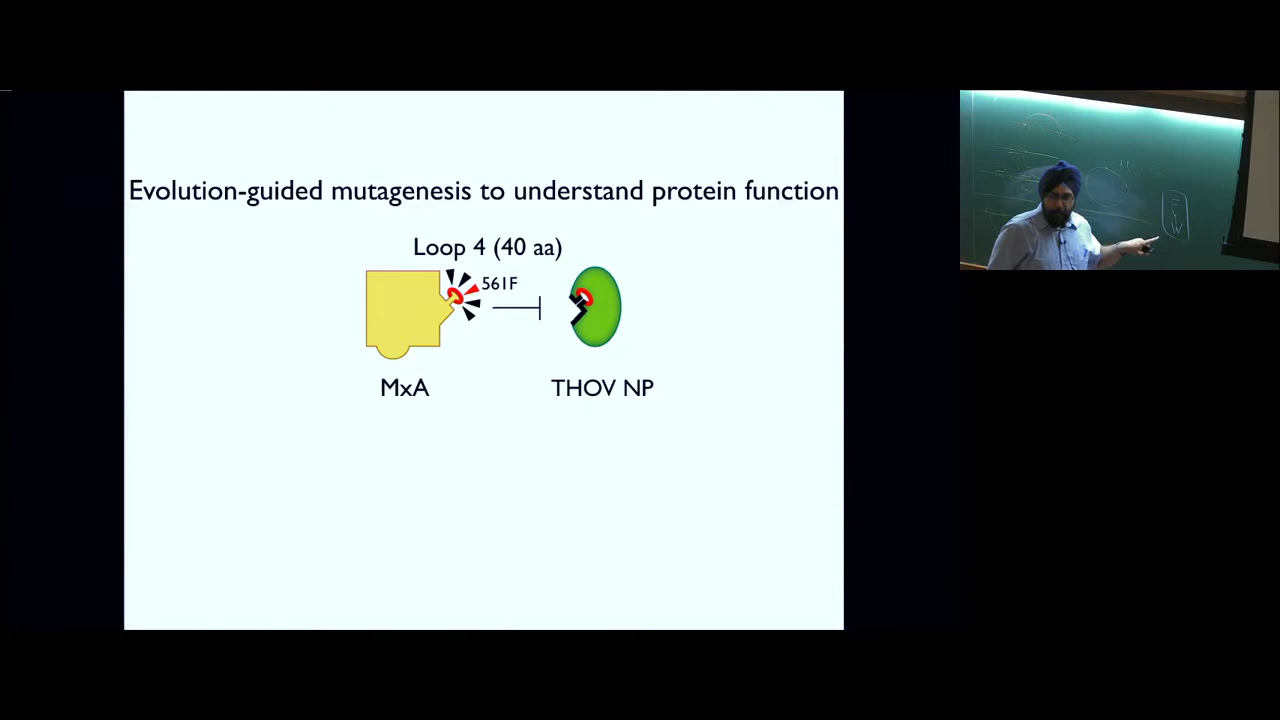 Evolution-guided mutagenesis to understand protein function
Loop 4 (40 aa)
561F
MxA
THOV NP